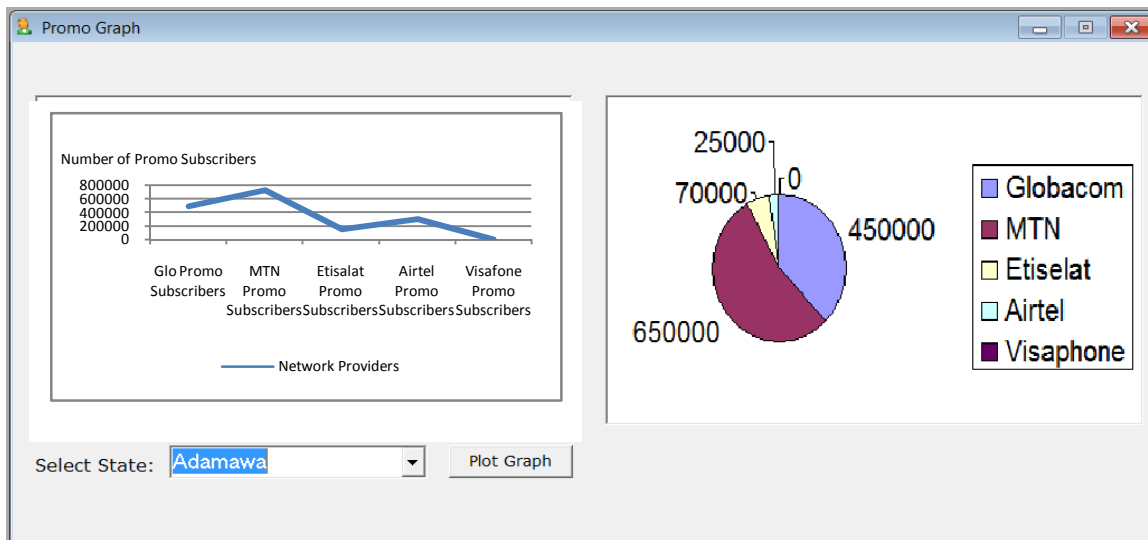 Promo Graph
Number of Promo Subscribers
800000
600000
400000
200000
0
Glo Promo Subscribers
MTN Promo Subscribers
Etisalat Promo Subscribers
Airtel Promo Subscribers
Visafone Promo Subscribers
Network Providers
25000
0
70000
450000
650000
Globacom
MTN
Etiselat
Airtel
Visaphone
Select State:
Adamawa
Plot Graph